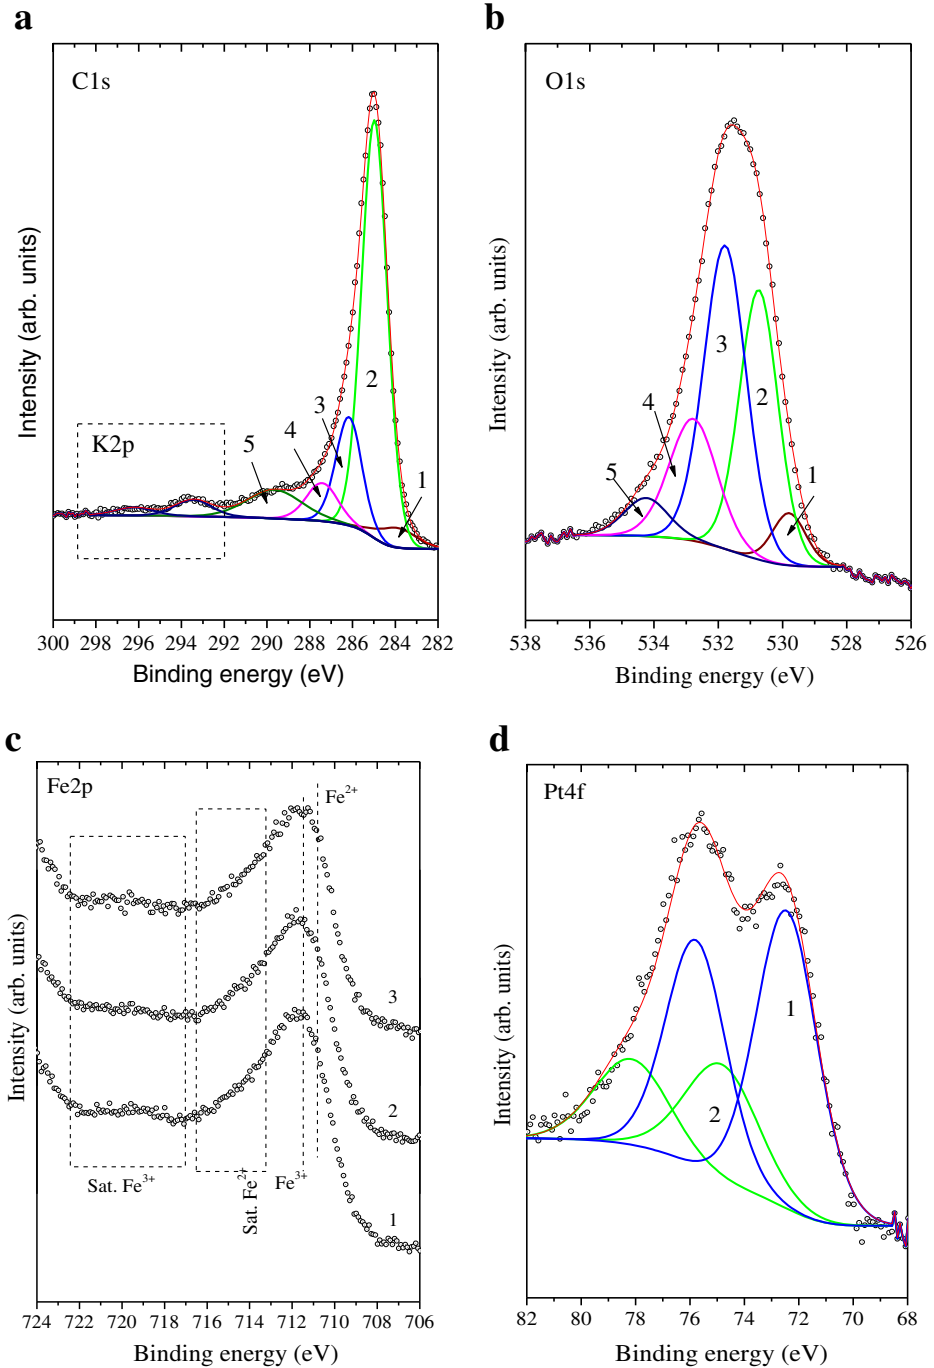 a
C1s
Intensity (arb. units)
K2p
5
4
3
2
1
300 298 296 294 292 290 288 286 284 282
Binding energy (eV)
b
O1s
Intensity (arb. units)
5
4
3
2
1
538 536 534 532 530 528 526
Binding energy (eV)
c
Fe2p
Fe2+
Intensity (arb. units)
3
2
1
Sat. Fe3+
Sat. Fe2+
Fe3+
724 722 720 718 716 714 712 710 708 706
Binding energy (eV)
d
Pt4f
Intensity (arb. units)
1
2
82 80 78 76 74 72 70 68
Binding energy (eV)